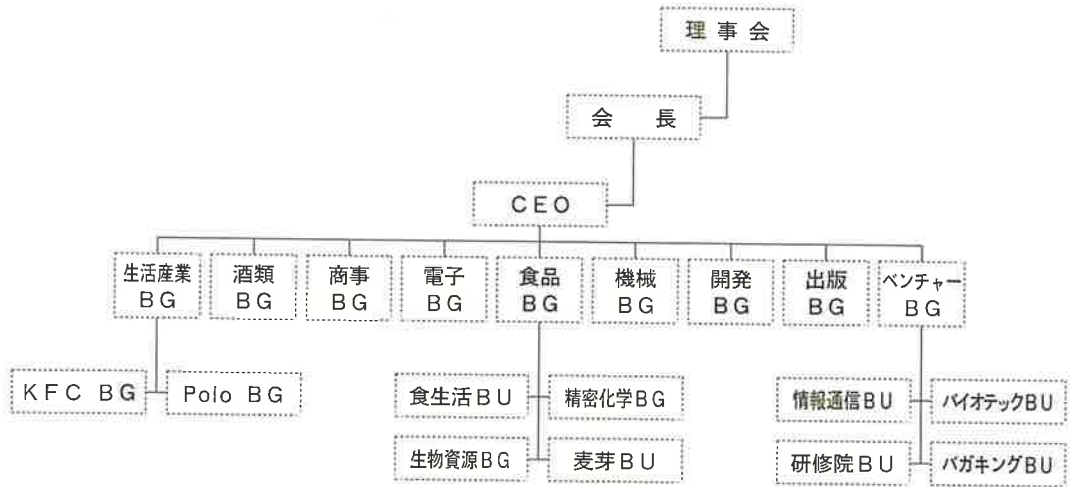 理事会
会長
CEO
生活産業
BG
酒類
BG
商事
BG
電子
BG
食品
BG
機械
BG
開発
BG
出版
BG
ベンチャー
BG
KFC BG
Polo BG
食生活BU
精密化学BG
情報通信BU
バイオテックBU
生物資源BG
麦芽BU
研修院BU
バガキングBU